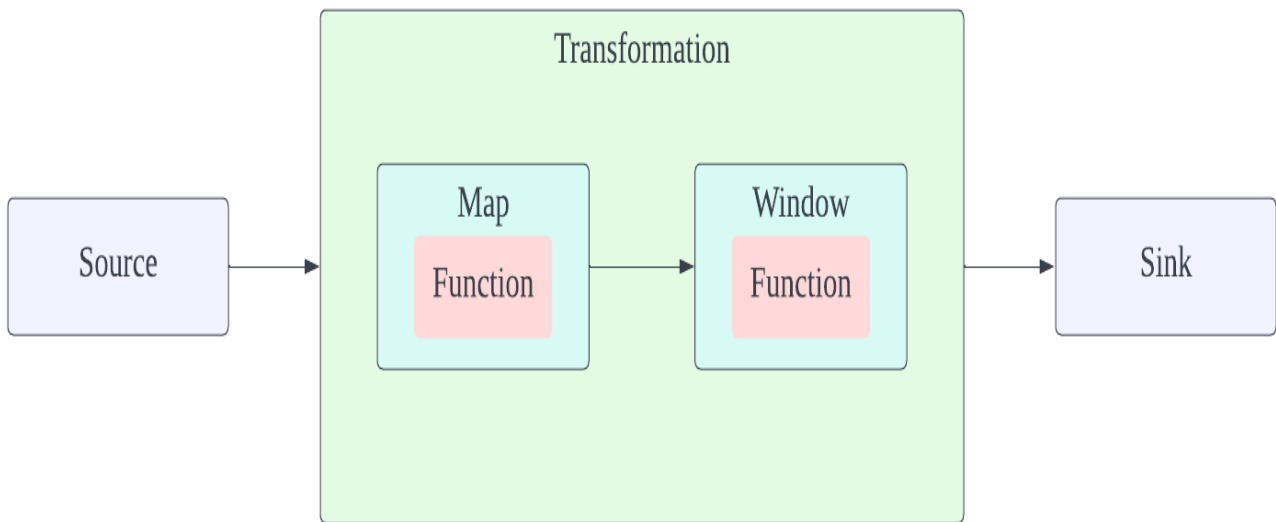 Transformation
Source
Map
Function
Window
Function
Sink